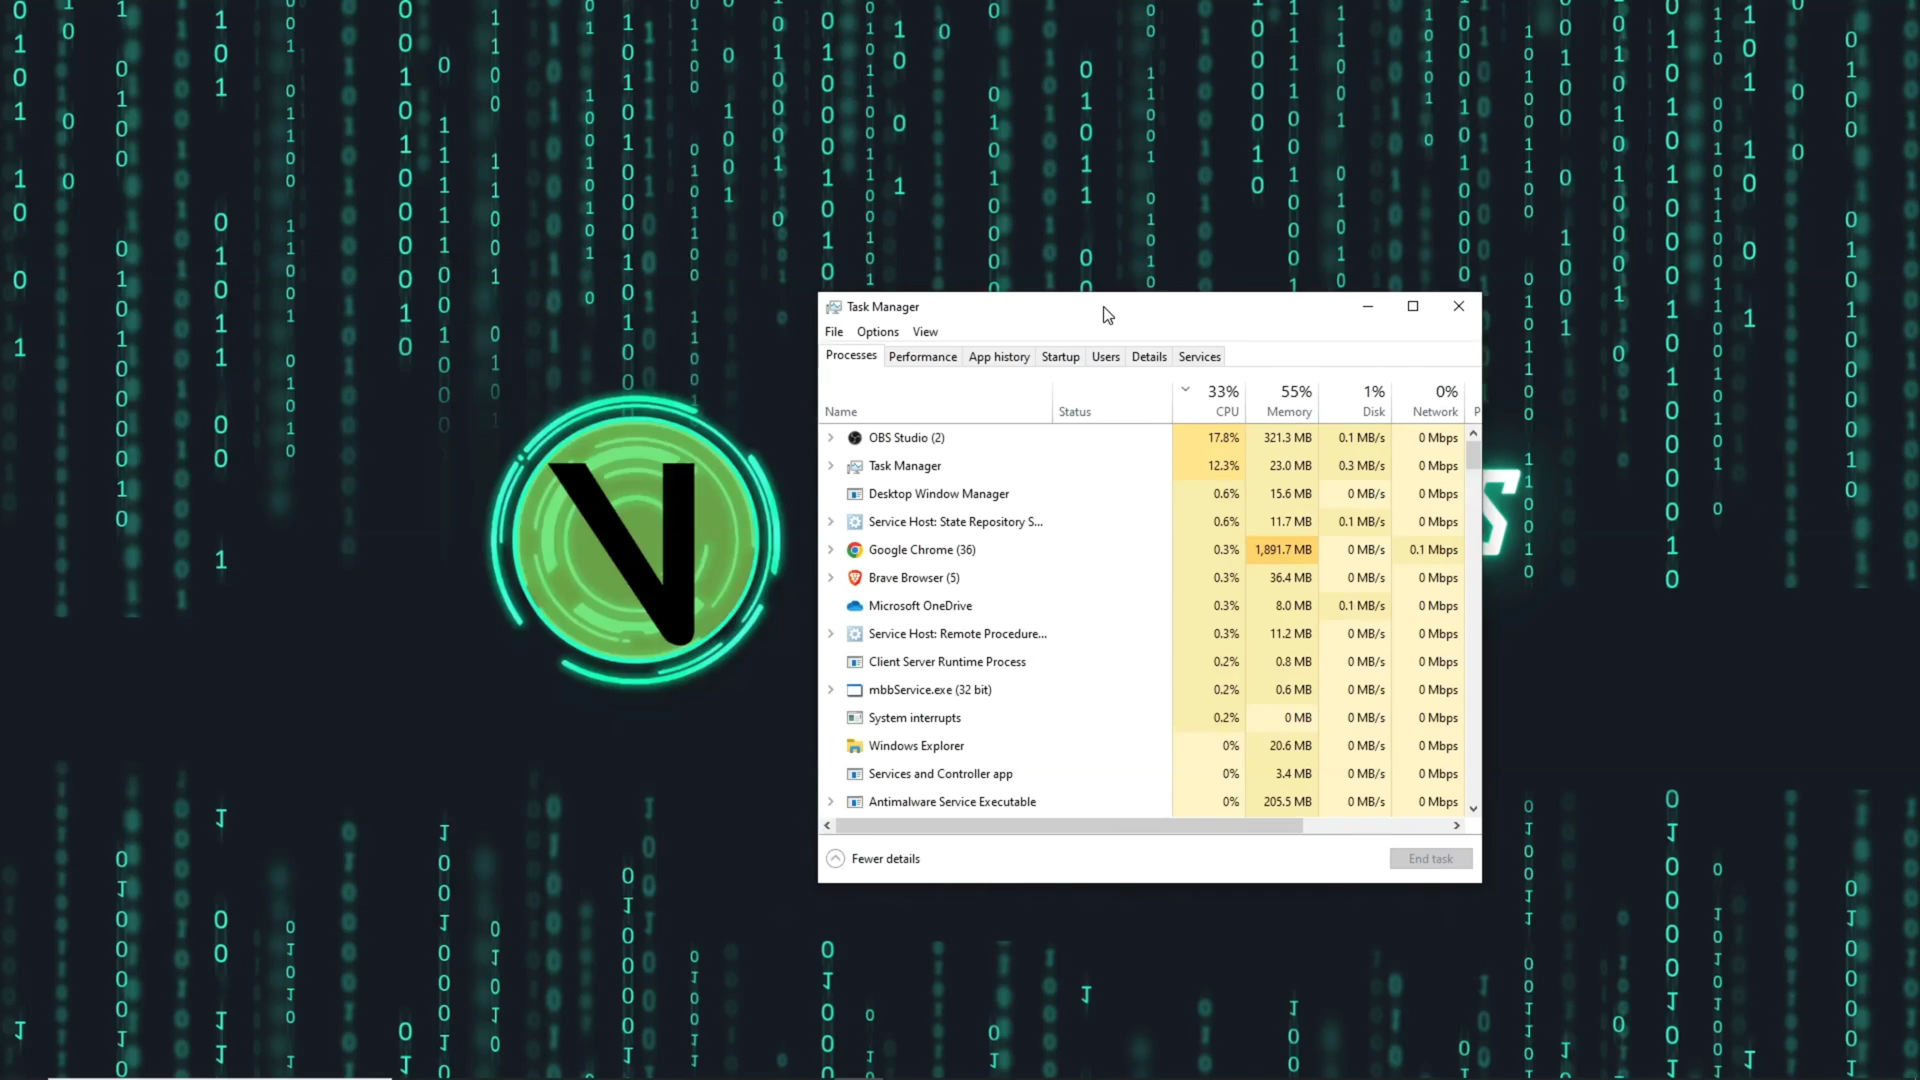 Task Manager
File Options View
Processes Performance App history Startup Users Details Services
33% 55% 1% 0%
Name Status CPU Memory Disk Network P
OBS Studio (2) 17.8% 321.3 MB 0.1 MB/s 0 Mbps
Task Manager 12.3% 23.0 MB 0.3 MB/s 0 Mbps
Desktop Window Manager 0.6% 15.6 MB 0 MB/s 0 Mbps
Service Host: State Repository S... 0.6% 11.7 MB 0.1 MB/s 0 Mbps
Google Chrome (36) 0.3% 1,891.7 MB 0 MB/s 0.1 Mbps
Brave Browser (5) 0.3% 36.4 MB 0 MB/s 0 Mbps
Microsoft OneDrive 0.3% 8.0 MB 0.1 MB/s 0 Mbps
Service Host: Remote Procedure... 0.3% 11.2 MB 0 MB/s 0 Mbps
Client Server Runtime Process 0.2% 0.8 MB 0 MB/s 0 Mbps
mbbService.exe (32 bit) 0.2% 0.6 MB 0 MB/s 0 Mbps
System interrupts 0.2% 0 MB 0 MB/s 0 Mbps
Windows Explorer 0% 20.6 MB 0 MB/s 0 Mbps
Services and Controller app 0% 3.4 MB 0 MB/s 0 Mbps
Antimalware Service Executable 0% 205.5 MB 0 MB/s 0 Mbps
Fewer details End task
V
S